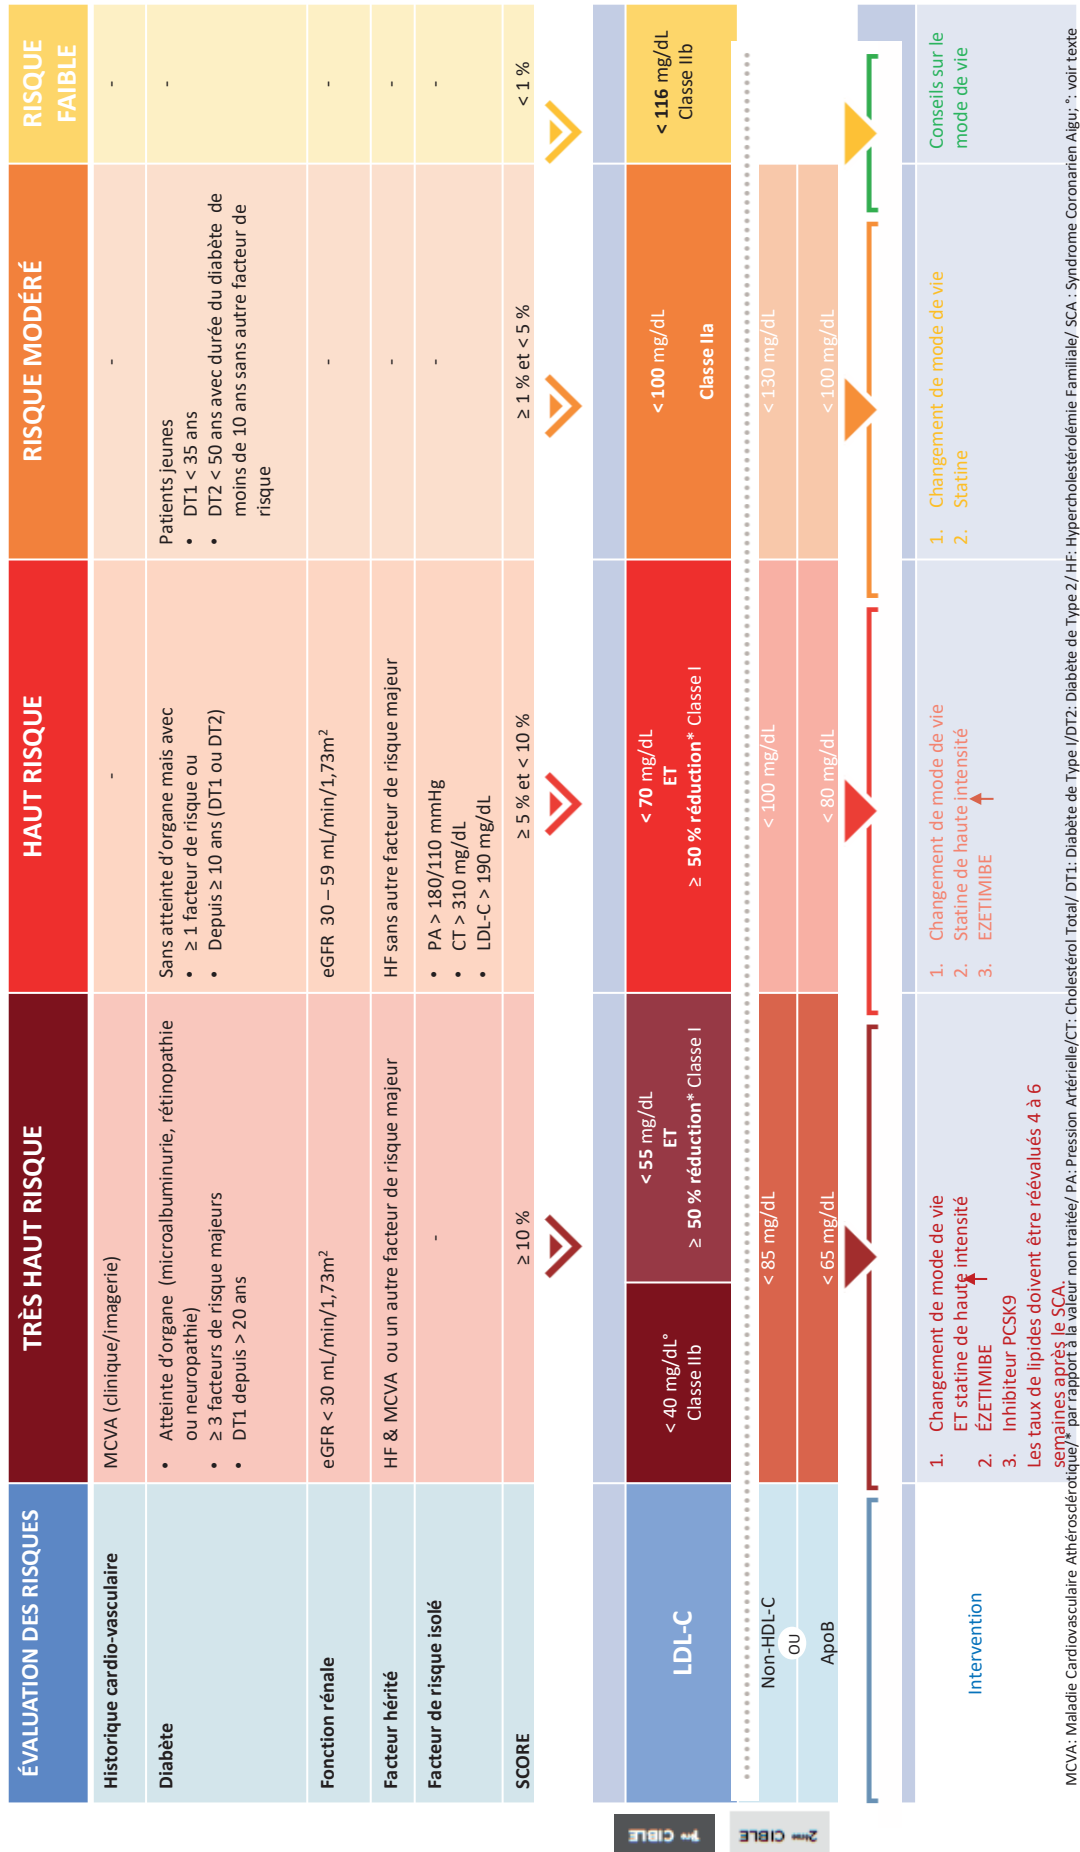 ÉVALUATION DES RISQUES
TRÈS HAUT RISQUE
HAUT RISQUE
RISQUE MODÉRÉ
RISQUE
FAIBLE
Historique cardio-vasculaire
MCVA (clinique/imagerie)
-
-
-
Diabète
• Atteinte d'organe (microalbuminurie, rétinopathie
ou neuropathie)
• ≥ 3 facteurs de risque majeurs
• DT1 depuis > 20 ans
Sans atteinte d'organe mais avec
• ≥ 1 facteur de risque ou
• Depuis ≥ 10 ans (DT1 ou DT2)
Patients jeunes
• DT1 < 35 ans
• DT2 < 50 ans avec durée du diabète de
moins de 10 ans sans autre facteur de
risque
-
Fonction rénale
eGFR < 30 mL/min/1,73m²
eGFR 30 – 59 mL/min/1,73m²
-
-
Facteur hérité
HF & MCVA ou un autre facteur de risque majeur
HF sans autre facteur de risque majeur
-
-
Facteur de risque isolé
-
• PA > 180/110 mmHg
• CT > 310 mg/dL
• LDL-C > 190 mg/dL
-
-
SCORE
≥ 10 %
≥ 5 % et < 10 %
≥ 1 % et < 5 %
< 1 %
1ère CIBLE
LDL-C
< 40 mg/dL°
Classe IIb
< 55 mg/dL
ET
≥ 50 % réduction* Classe I
< 70 mg/dL
ET
≥ 50 % réduction* Classe I
< 100 mg/dL
Classe IIa
< 116 mg/dL
Classe IIb
2ème CIBLE
Non-HDL-C
OU
ApoB
< 85 mg/dL
< 65 mg/dL
< 100 mg/dL
< 80 mg/dL
< 130 mg/dL
< 100 mg/dL
Intervention
1. Changement de mode de vie
ET statine de haute intensité
2. ÉZETIMIBE
3. Inhibiteur PCSK9
Les taux de lipides doivent être réévalués 4 à 6
semaines après le SCA.
1. Changement de mode de vie
2. Statine de haute intensité
3. EZETIMIBE
1. Changement de mode de vie
2. Statine
Conseils sur le
mode de vie
MCVA: Maladie Cardiovasculaire Athérosclérotique/* par rapport à la valeur non traitée/ PA: Pression Artérielle/CT: Cholestérol Total/ DT1: Diabète de Type I/DT2: Diabète de Type 2/ HF: Hypercholestérolémie Familiale/ SCA : Syndrome Coronarien Aigu; °: voir texte